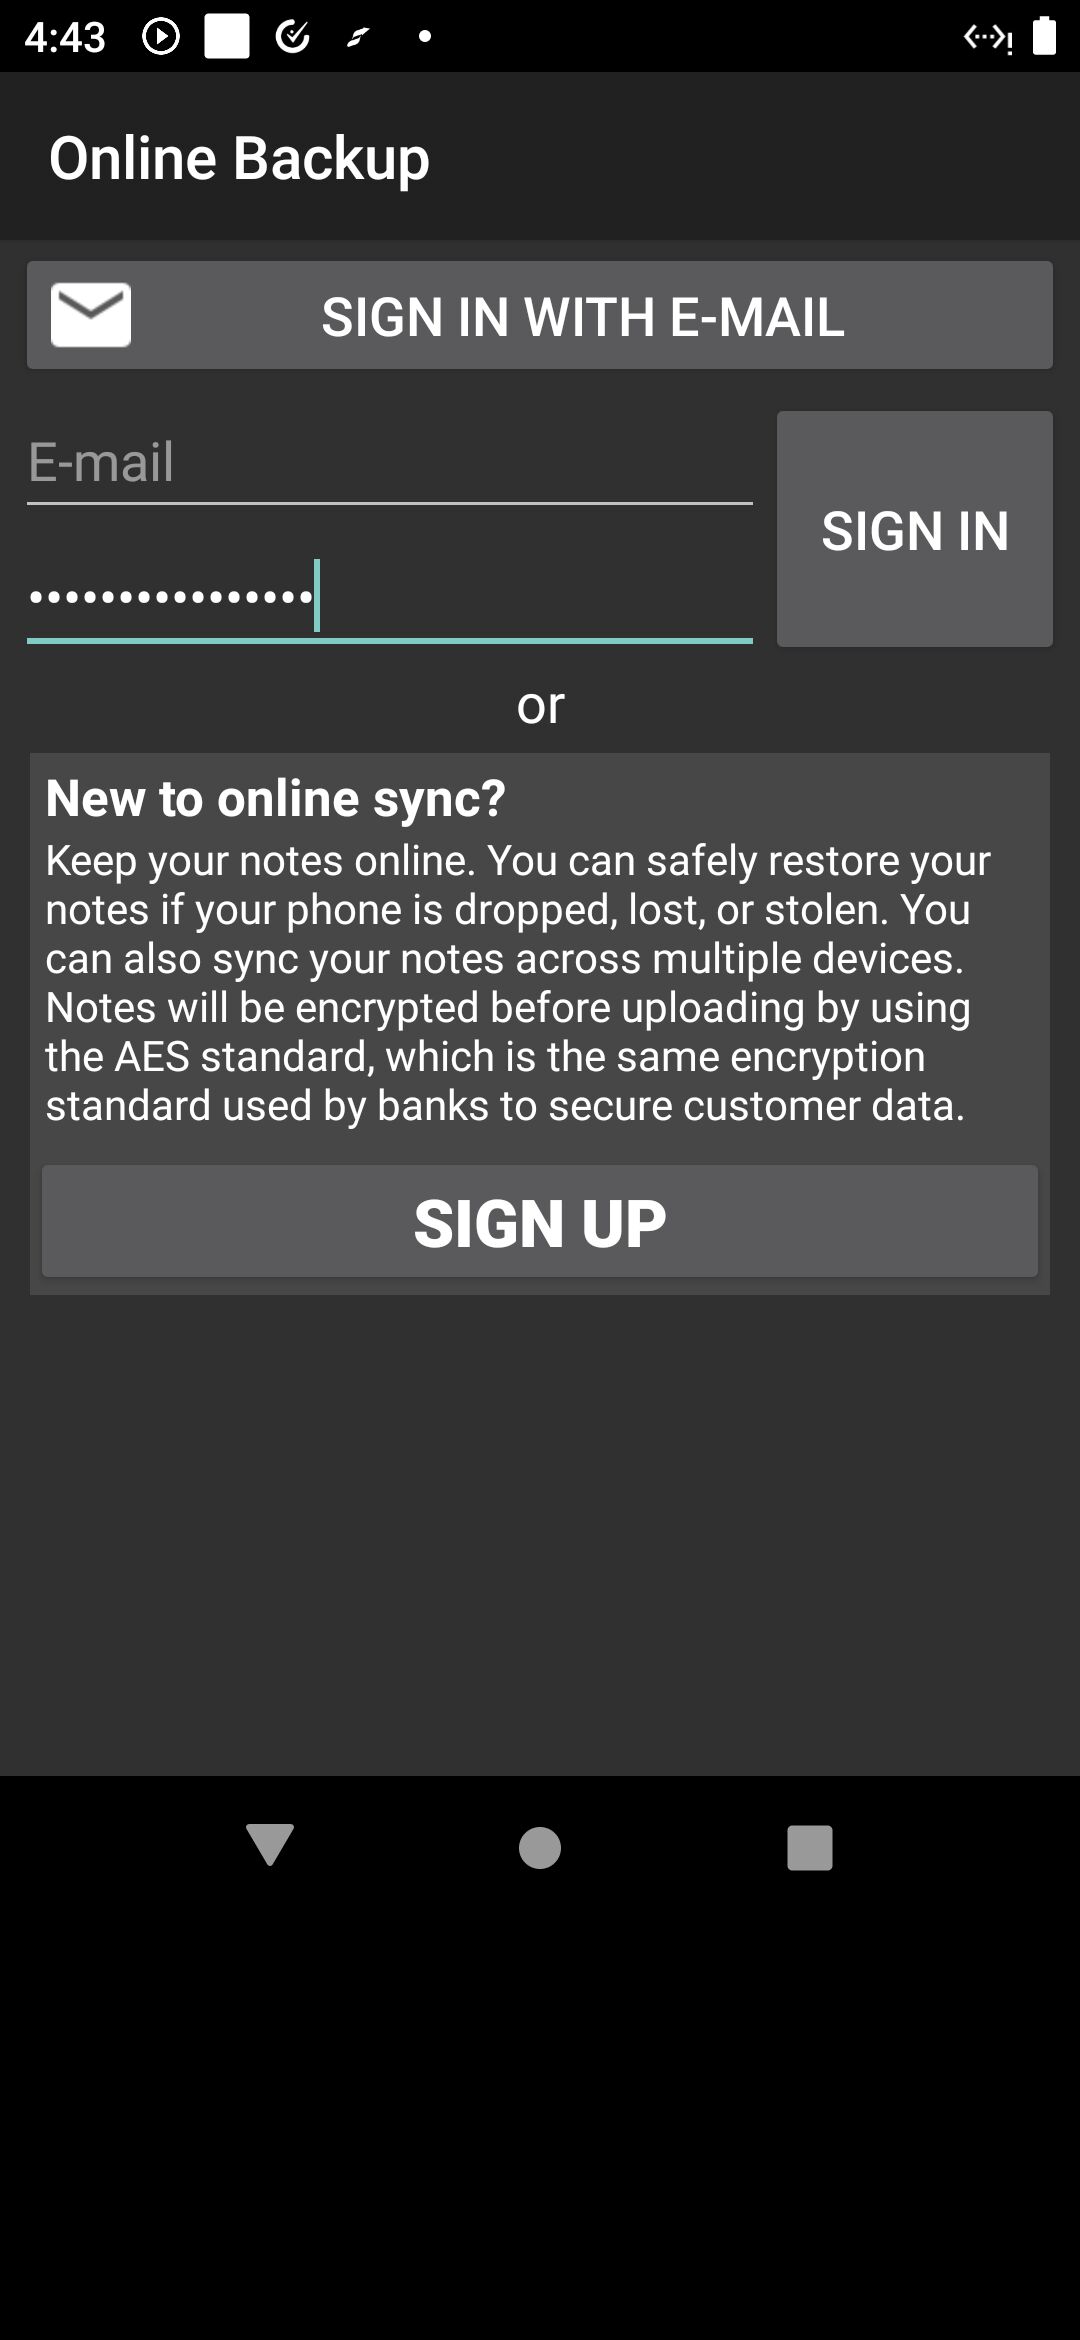 4:43
Online Backup
SIGN IN WITH E-MAIL
E-mail
SIGN IN
••••••••••••••••
or
New to online sync?
Keep your notes online. You can safely restore your
notes if your phone is dropped, lost, or stolen. You
can also sync your notes across multiple devices.
Notes will be encrypted before uploading by using
the AES standard, which is the same encryption
standard used by banks to secure customer data.
SIGN UP